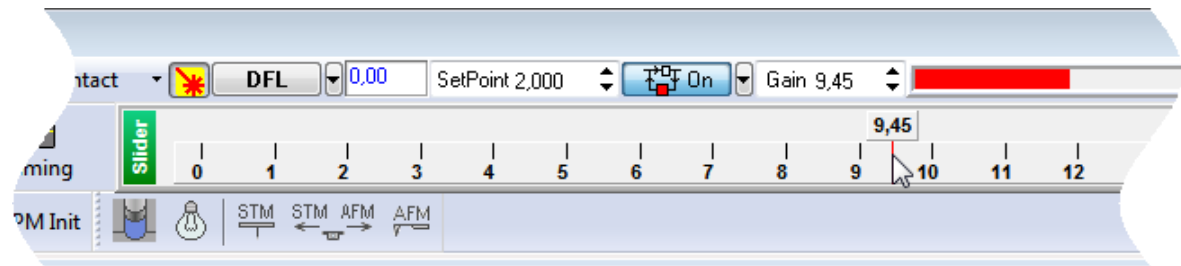 ntact DFL 0,00 SetPoint 2,000 On Gain 9,45
9,45
Slider
0 1 2 3 4 5 6 7 8 9 10 11 12
ming
PM Init STM STM AFM AFM